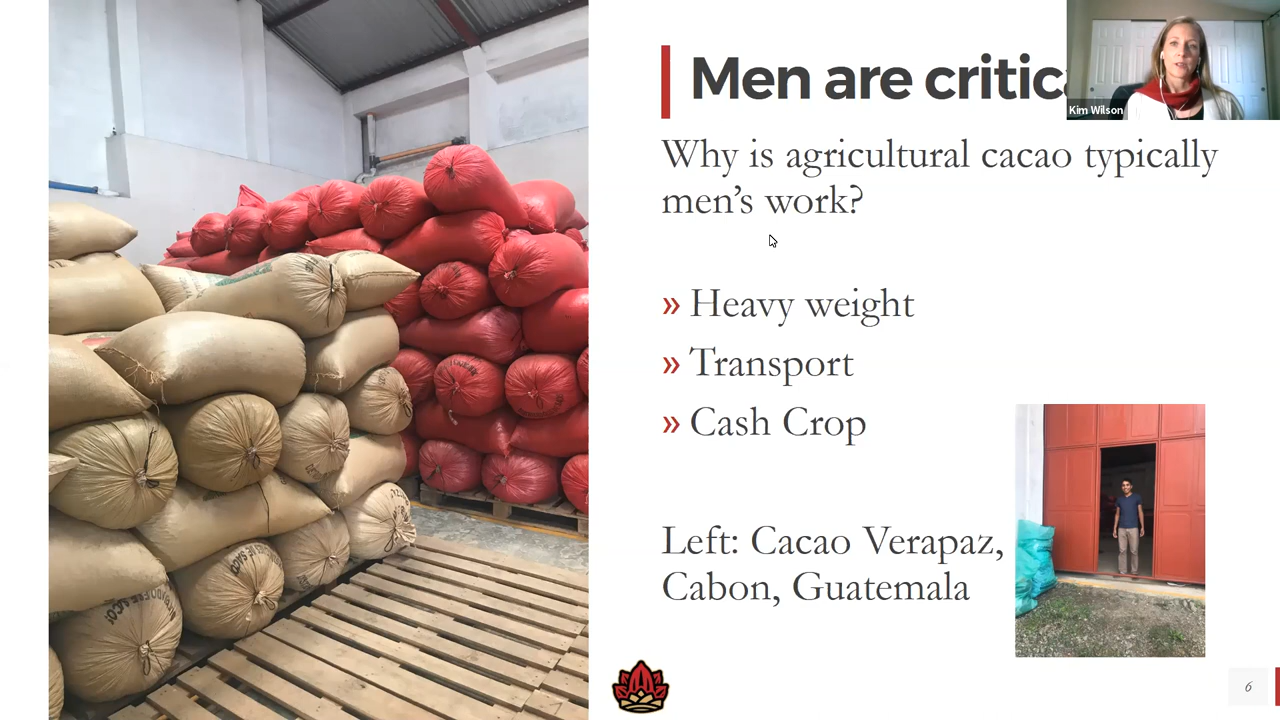 Men are critic
Kim Wilson
Why is agricultural cacao typically
men's work?
» Heavy weight
» Transport
» Cash Crop
Left: Cacao Verapaz,
Cabon, Guatemala
6